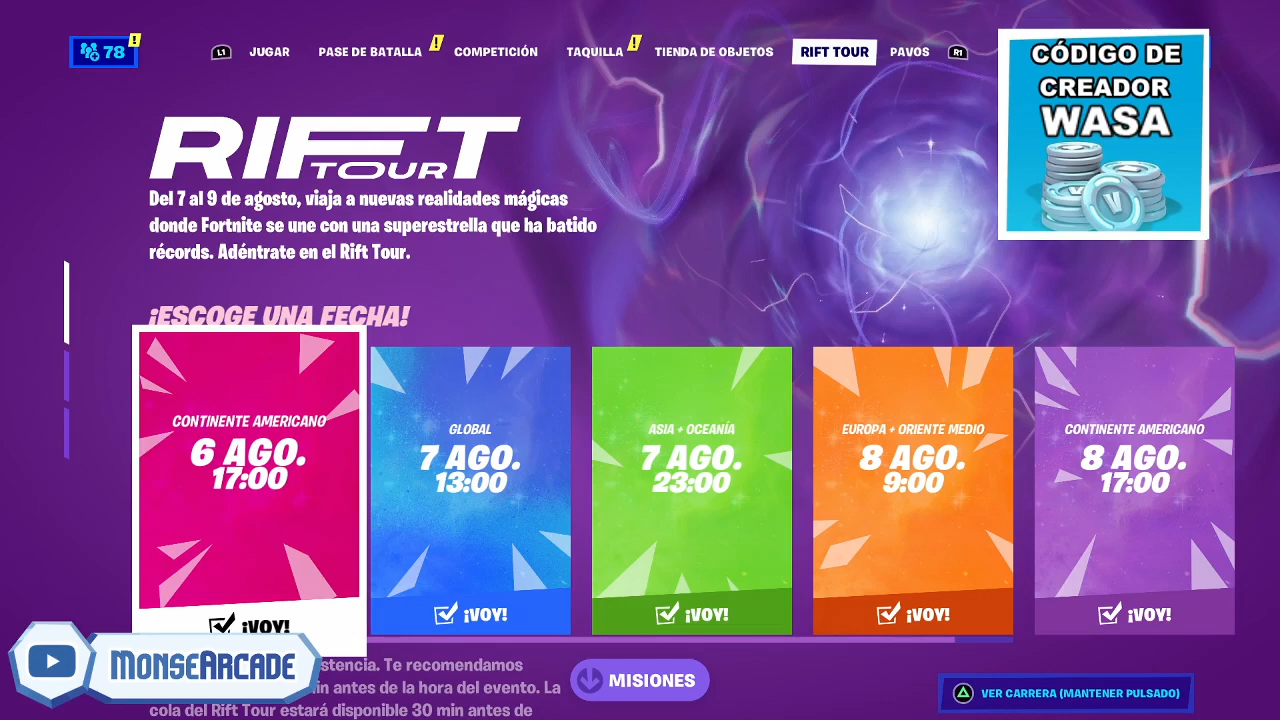 78
!
L1
JUGAR
PASE DE BATALLA
!
COMPETICIÓN
TAQUILLA
!
TIENDA DE OBJETOS
RIFT TOUR
PAVOS
R1
CÓDIGO DE
CREADOR
WASA
RIFT
TOUR
Del 7 al 9 de agosto, viaja a nuevas realidades mágicas
donde Fortnite se une con una superestrella que ha batido
récords. Adéntrate en el Rift Tour.
¡ESCOGE UNA FECHA!
CONTINENTE AMERICANO
6 AGO.
17:00
¡VOY!
GLOBAL
7 AGO.
13:00
¡VOY!
ASIA + OCEANÍA
7 AGO.
23:00
¡VOY!
EUROPA + ORIENTE MEDIO
8 AGO.
9:00
¡VOY!
CONTINENTE AMERICANO
8 AGO.
17:00
¡VOY!
MONSEARCADE
stencia. Te recomendamos
in antes de la hora del evento. La
cola del Rift Tour estará disponible 30 min antes de
MISIONES
VER CARRERA (MANTENER PULSADO)